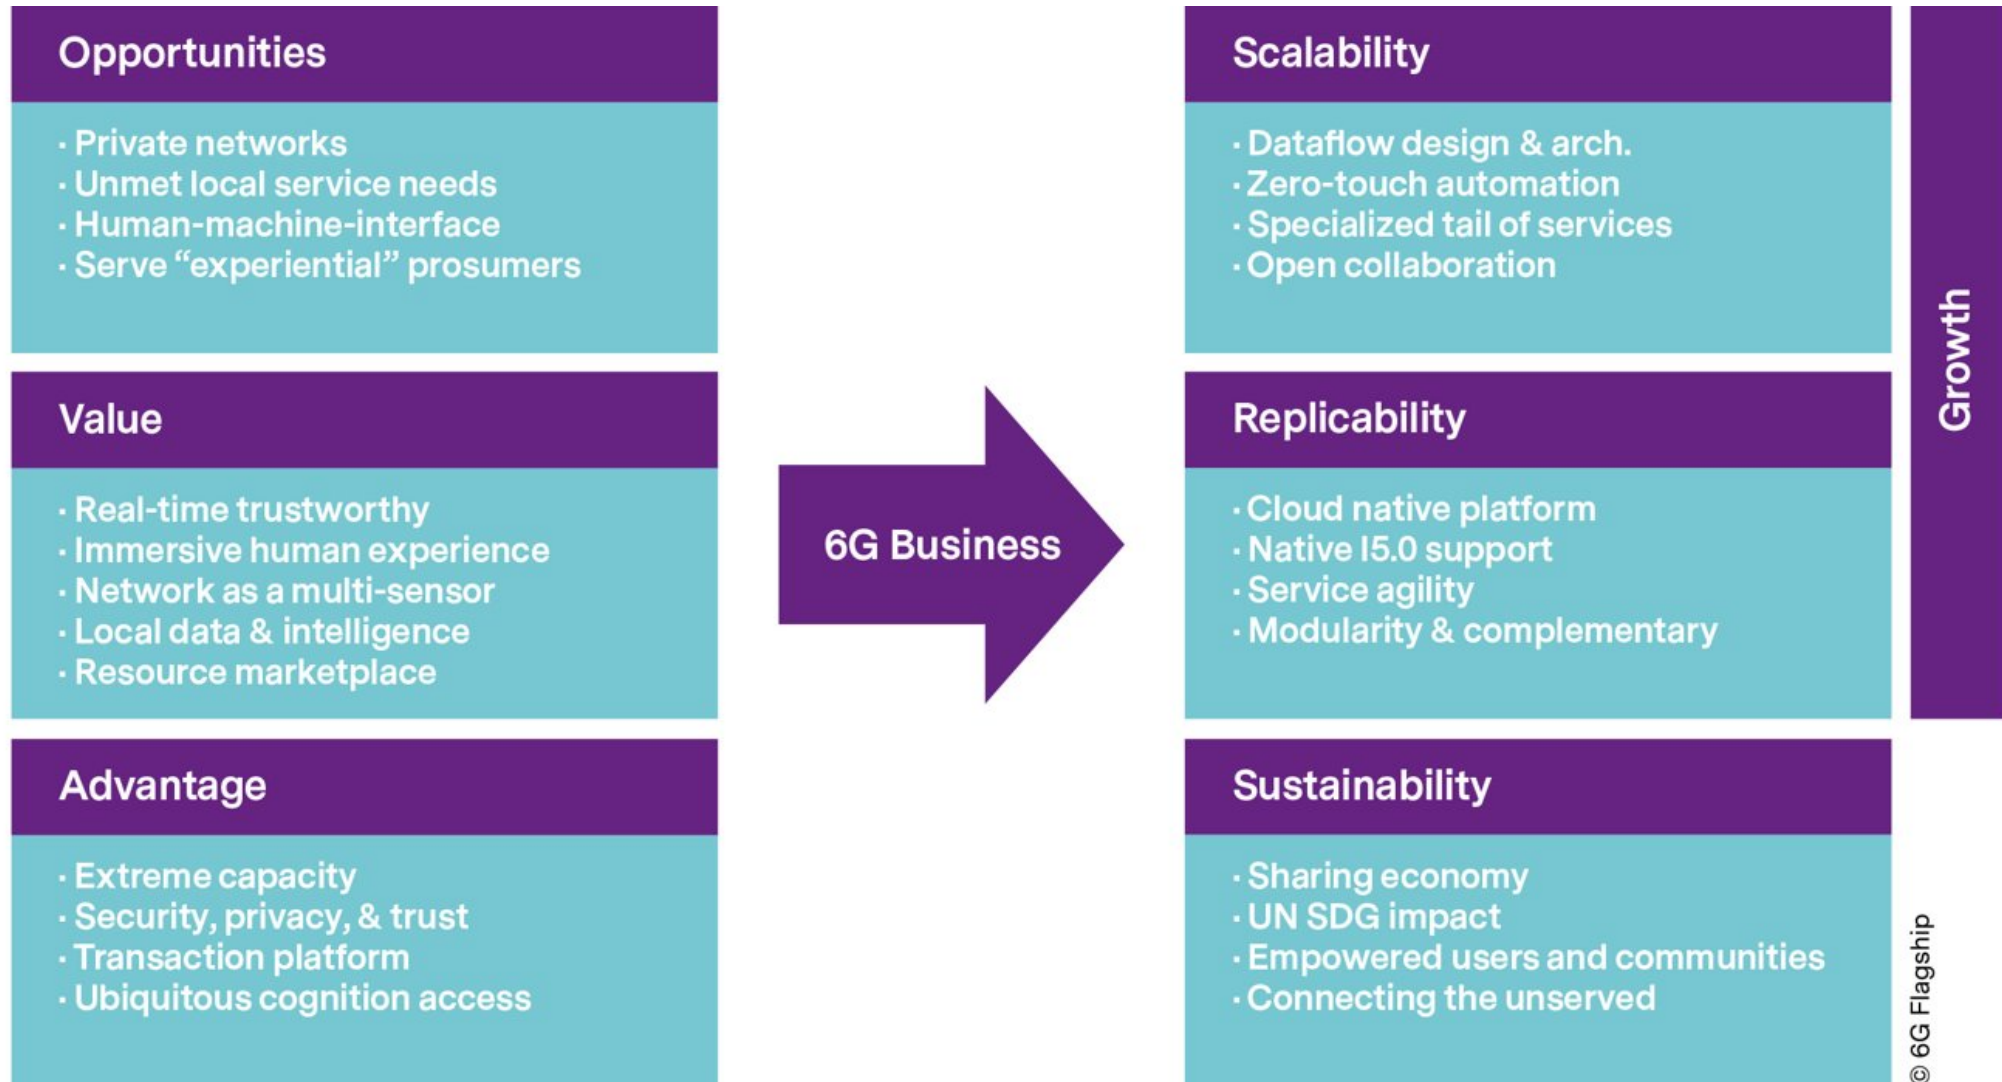 Opportunities
· Private networks
· Unmet local service needs
· Human-machine-interface
· Serve “experiential” prosumers
Value
· Real-time trustworthy
· Immersive human experience
· Network as a multi-sensor
· Local data & intelligence
· Resource marketplace
Advantage
· Extreme capacity
· Security, privacy, & trust
· Transaction platform
· Ubiquitous cognition access
6G Business
Scalability
· Dataflow design & arch.
· Zero-touch automation
· Specialized tail of services
· Open collaboration
Replicability
· Cloud native platform
· Native I5.0 support
· Service agility
· Modularity & complementary
Sustainability
· Sharing economy
· UN SDG impact
· Empowered users and communities
· Connecting the unserved
Growth
© 6G Flagship